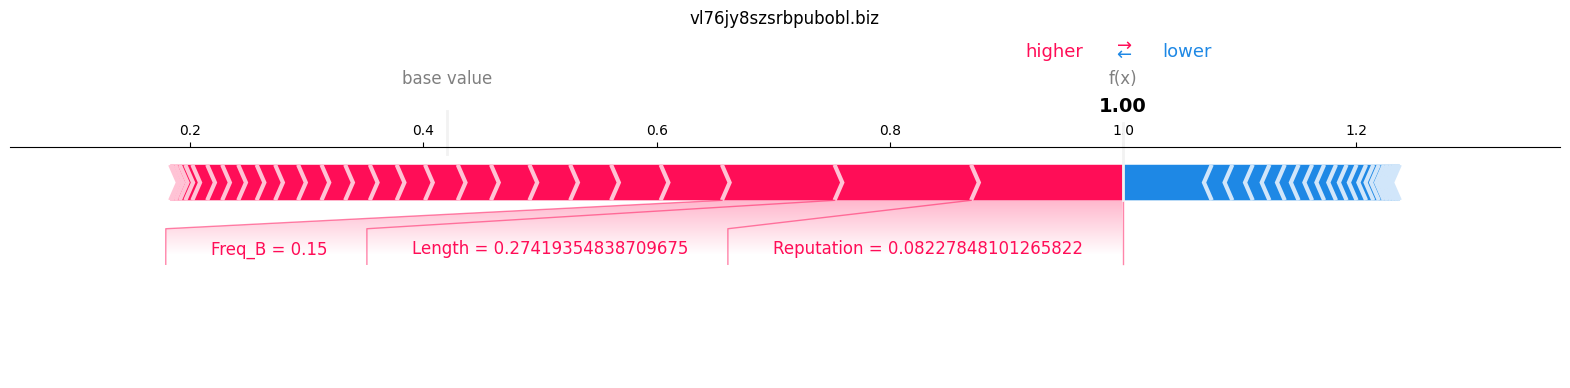 vl76jy8szsrbpubobl.biz
higher → ← lower
base value f(x)
1.00
0.2 0.4 0.6 0.8 1 0 1.2
Freq_B = 0.15 Length = 0.27419354838709675 Reputation = 0.08227848101265822